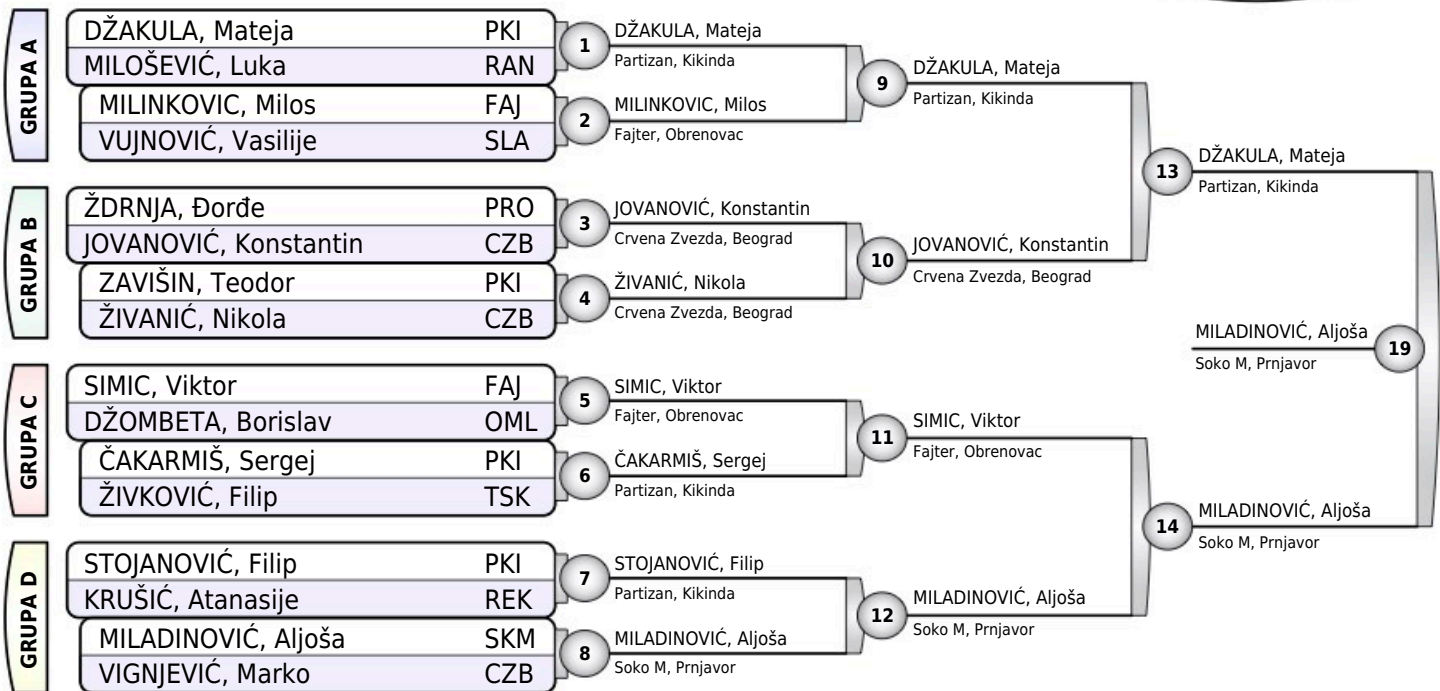 GRUPA A
DŽAKULA, Mateja PKI
MILOŠEVIĆ, Luka RAN
MILINKOVIC, Milos FAJ
VUJNOVIĆ, Vasilije SLA
GRUPA B
ŽDRNJA, Đorđe PRO
JOVANOVIĆ, Konstantin CZB
ZAVIŠIN, Teodor PKI
ŽIVANIĆ, Nikola CZB
GRUPA C
SIMIC, Viktor FAJ
DŽOMBETA, Borislav OML
ČAKARMIŠ, Sergej PKI
ŽIVKOVIĆ, Filip TSK
GRUPA D
STOJANOVIĆ, Filip PKI
KRUŠIĆ, Atanasije REK
MILADINOVIĆ, Aljoša SKM
VIGNJEVIĆ, Marko CZB
1
DŽAKULA, Mateja
Partizan, Kikinda
2
MILINKOVIC, Milos
Fajter, Obrenovac
3
JOVANOVIĆ, Konstantin
Crvena Zvezda, Beograd
4
ŽIVANIĆ, Nikola
Crvena Zvezda, Beograd
5
SIMIC, Viktor
Fajter, Obrenovac
6
ČAKARMIŠ, Sergej
Partizan, Kikinda
7
STOJANOVIĆ, Filip
Partizan, Kikinda
8
MILADINOVIĆ, Aljoša
Soko M, Prnjavor
9
DŽAKULA, Mateja
Partizan, Kikinda
10
JOVANOVIĆ, Konstantin
Crvena Zvezda, Beograd
11
SIMIC, Viktor
Fajter, Obrenovac
12
MILADINOVIĆ, Aljoša
Soko M, Prnjavor
13
DŽAKULA, Mateja
Partizan, Kikinda
14
MILADINOVIĆ, Aljoša
Soko M, Prnjavor
MILADINOVIĆ, Aljoša
Soko M, Prnjavor
19